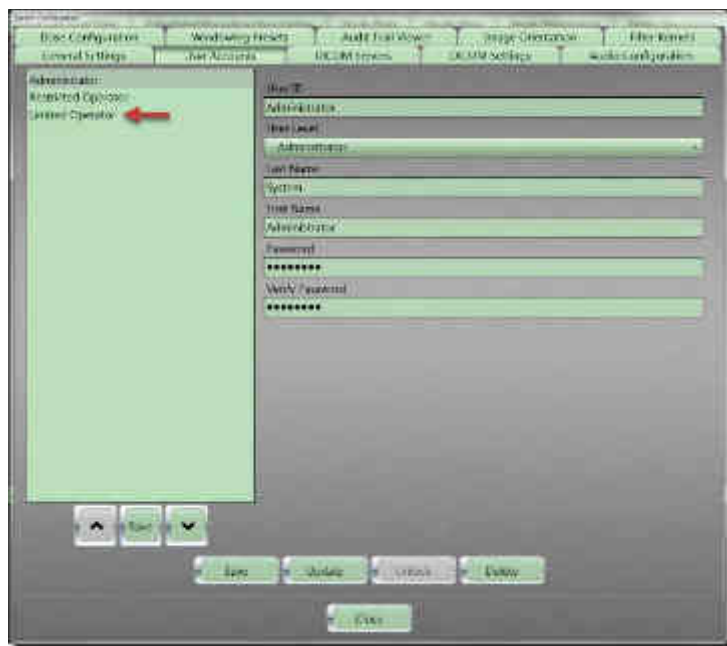 Dose Configuration Windowing Presets Audit Trail Viewer Image Orientation Filter Kernels
General Settings User Accounts DICOM Servers DICOM Settings Audio Configuration
Administrator
Restricted Operator
Limited Operator
User ID
Administrator
User Level
Administrator
Last Name
System
First Name
Administrator
Password
••••••••
Verify Password
••••••••
Save Update Unlock Delete
Close